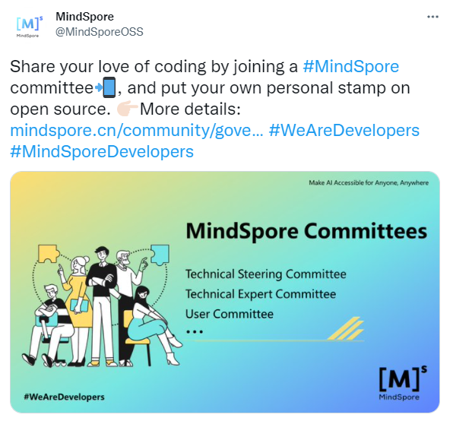 [M]ˢ
MindSpore
MindSpore
@MindSporeOSS
Share your love of coding by joining a #MindSpore
committee📲, and put your own personal stamp on
open source. 👉🏻More details:
mindspore.cn/community/gove... #WeAreDevelopers
#MindSporeDevelopers
Make AI Accessible for Anyone, Anywhere
MindSpore Committees
Technical Steering Committee
Technical Expert Committee
User Committee
•••
#WeAreDevelopers
[M]ˢ
MindSpore